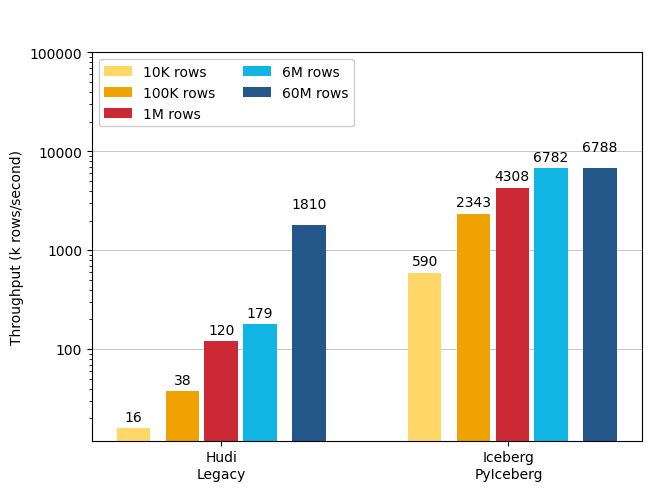 10K rows
100K rows
1M rows
6M rows
60M rows
Throughput (k rows/second)
100000
10000
1000
100
16
38
120
179
1810
590
2343
4308
6782
6788
Hudi
Legacy
Iceberg
PyIceberg